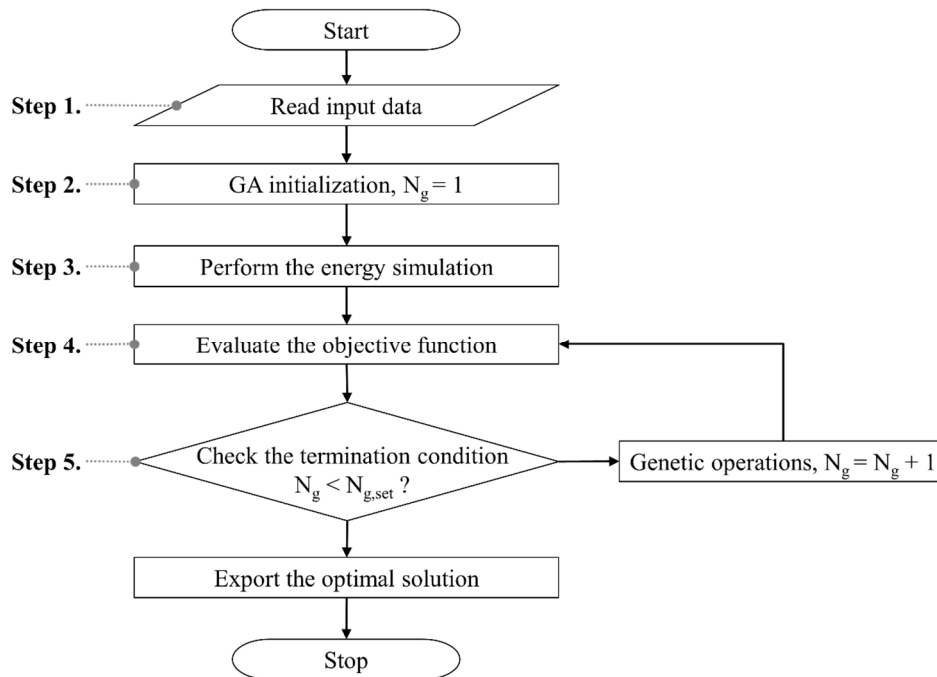 Start
Step 1.
Read input data
Step 2.
GA initialization, N_g = 1
Step 3.
Perform the energy simulation
Step 4.
Evaluate the objective function
Step 5.
Check the termination condition
N_g < N_g,set ?
Genetic operations, N_g = N_g + 1
Export the optimal solution
Stop